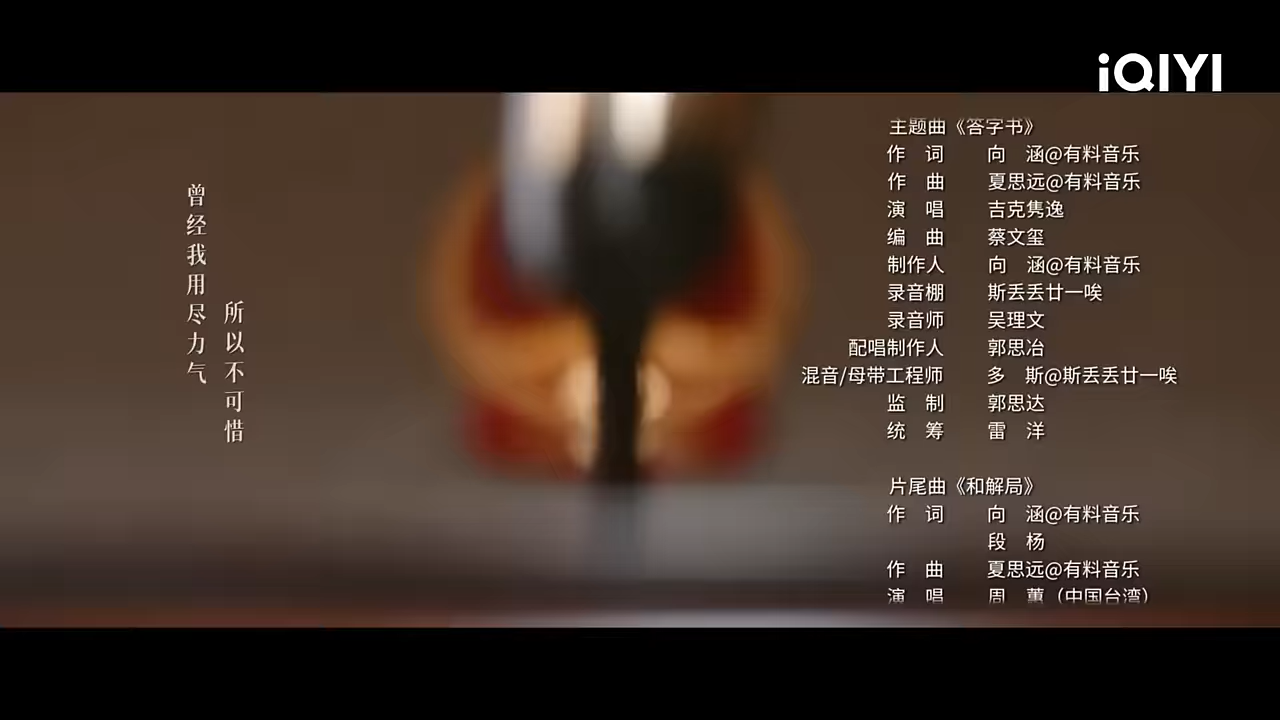 iQIYI
曾经我用尽力气
所以不可惜
主题曲《答字书》
作 词 向 涵@有料音乐
作 曲 夏思远@有料音乐
演 唱 吉克隽逸
编 曲 蔡文玺
制作人 向 涵@有料音乐
录音棚 斯丢丢廿一唉
录音师 吴理文
配唱制作人 郭思冶
混音/母带工程师 多 斯@斯丢丢廿一唉
监 制 郭思达
统 筹 雷 洋
片尾曲《和解局》
作 词 向 涵@有料音乐
段 杨
作 曲 夏思远@有料音乐
演 唱 周 蕙（中国台湾）